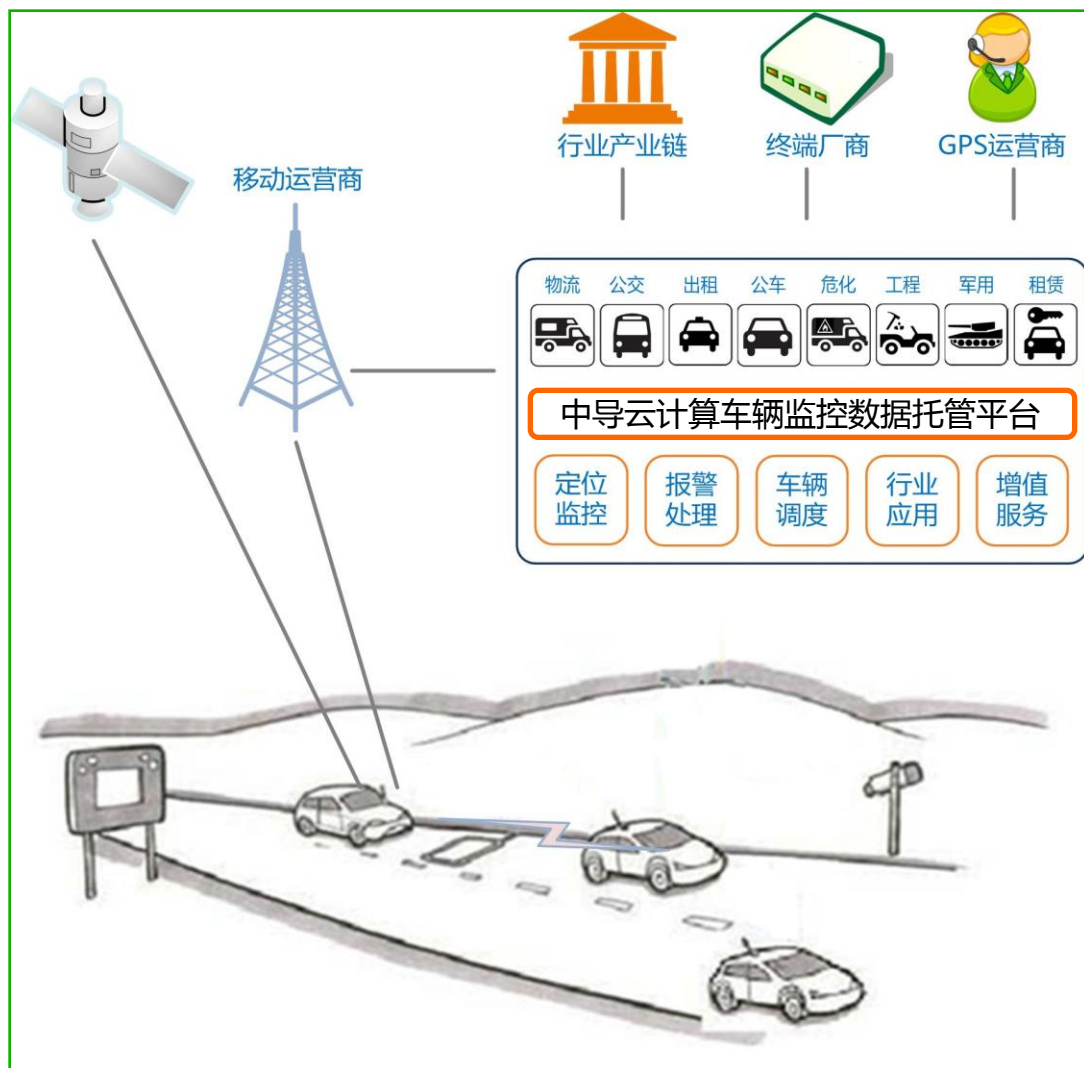 行业产业链
终端厂商
GPS运营商
移动运营商
物流 公交 出租 公车 危化 工程 军用 租赁
中导云计算车辆监控数据托管平台
定位
监控
报警
处理
车辆
调度
行业
应用
增值
服务